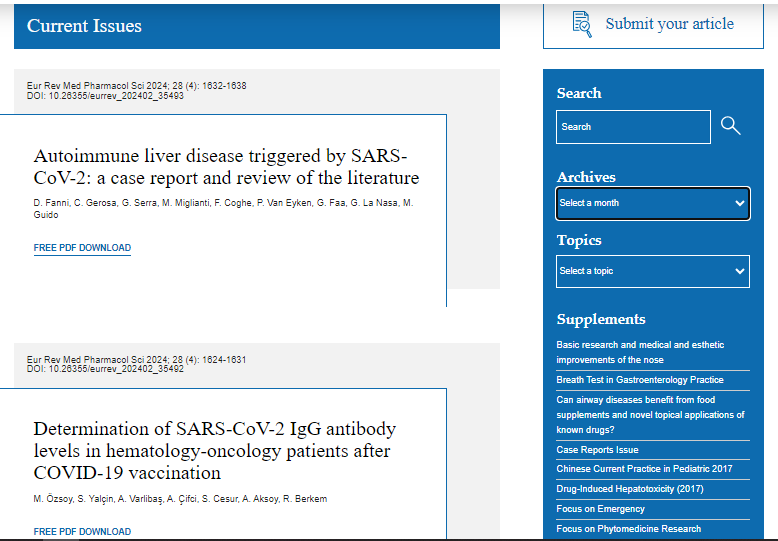 Current Issues
Submit your article
Eur Rev Med Pharmacol Sci 2024; 28 (4): 1632-1638
DOI: 10.26355/eurrev_202402_35493
Autoimmune liver disease triggered by SARS-
CoV-2: a case report and review of the literature
D. Fanni, C. Gerosa, G. Serra, M. Miglianti, F. Coghe, P. Van Eyken, G. Faa, G. La Nasa, M.
Guido
FREE PDF DOWNLOAD
Eur Rev Med Pharmacol Sci 2024; 28 (4): 1624-1631
DOI: 10.26355/eurrev_202402_35492
Determination of SARS-CoV-2 IgG antibody
levels in hematology-oncology patients after
COVID-19 vaccination
M. Özsoy, S. Yalçin, A. Varlibaş, A. Çifci, S. Cesur, A. Aksoy, R. Berkem
FREE PDF DOWNLOAD
Search
Search
Archives
Select a month
Topics
Select a topic
Supplements
Basic research and medical and esthetic
improvements of the nose
Breath Test in Gastroenterology Practice
Can airway diseases benefit from food
supplements and novel topical applications of
known drugs?
Case Reports Issue
Chinese Current Practice in Pediatric 2017
Drug-Induced Hepatotoxicity (2017)
Focus on Emergency
Focus on Phytomedicine Research